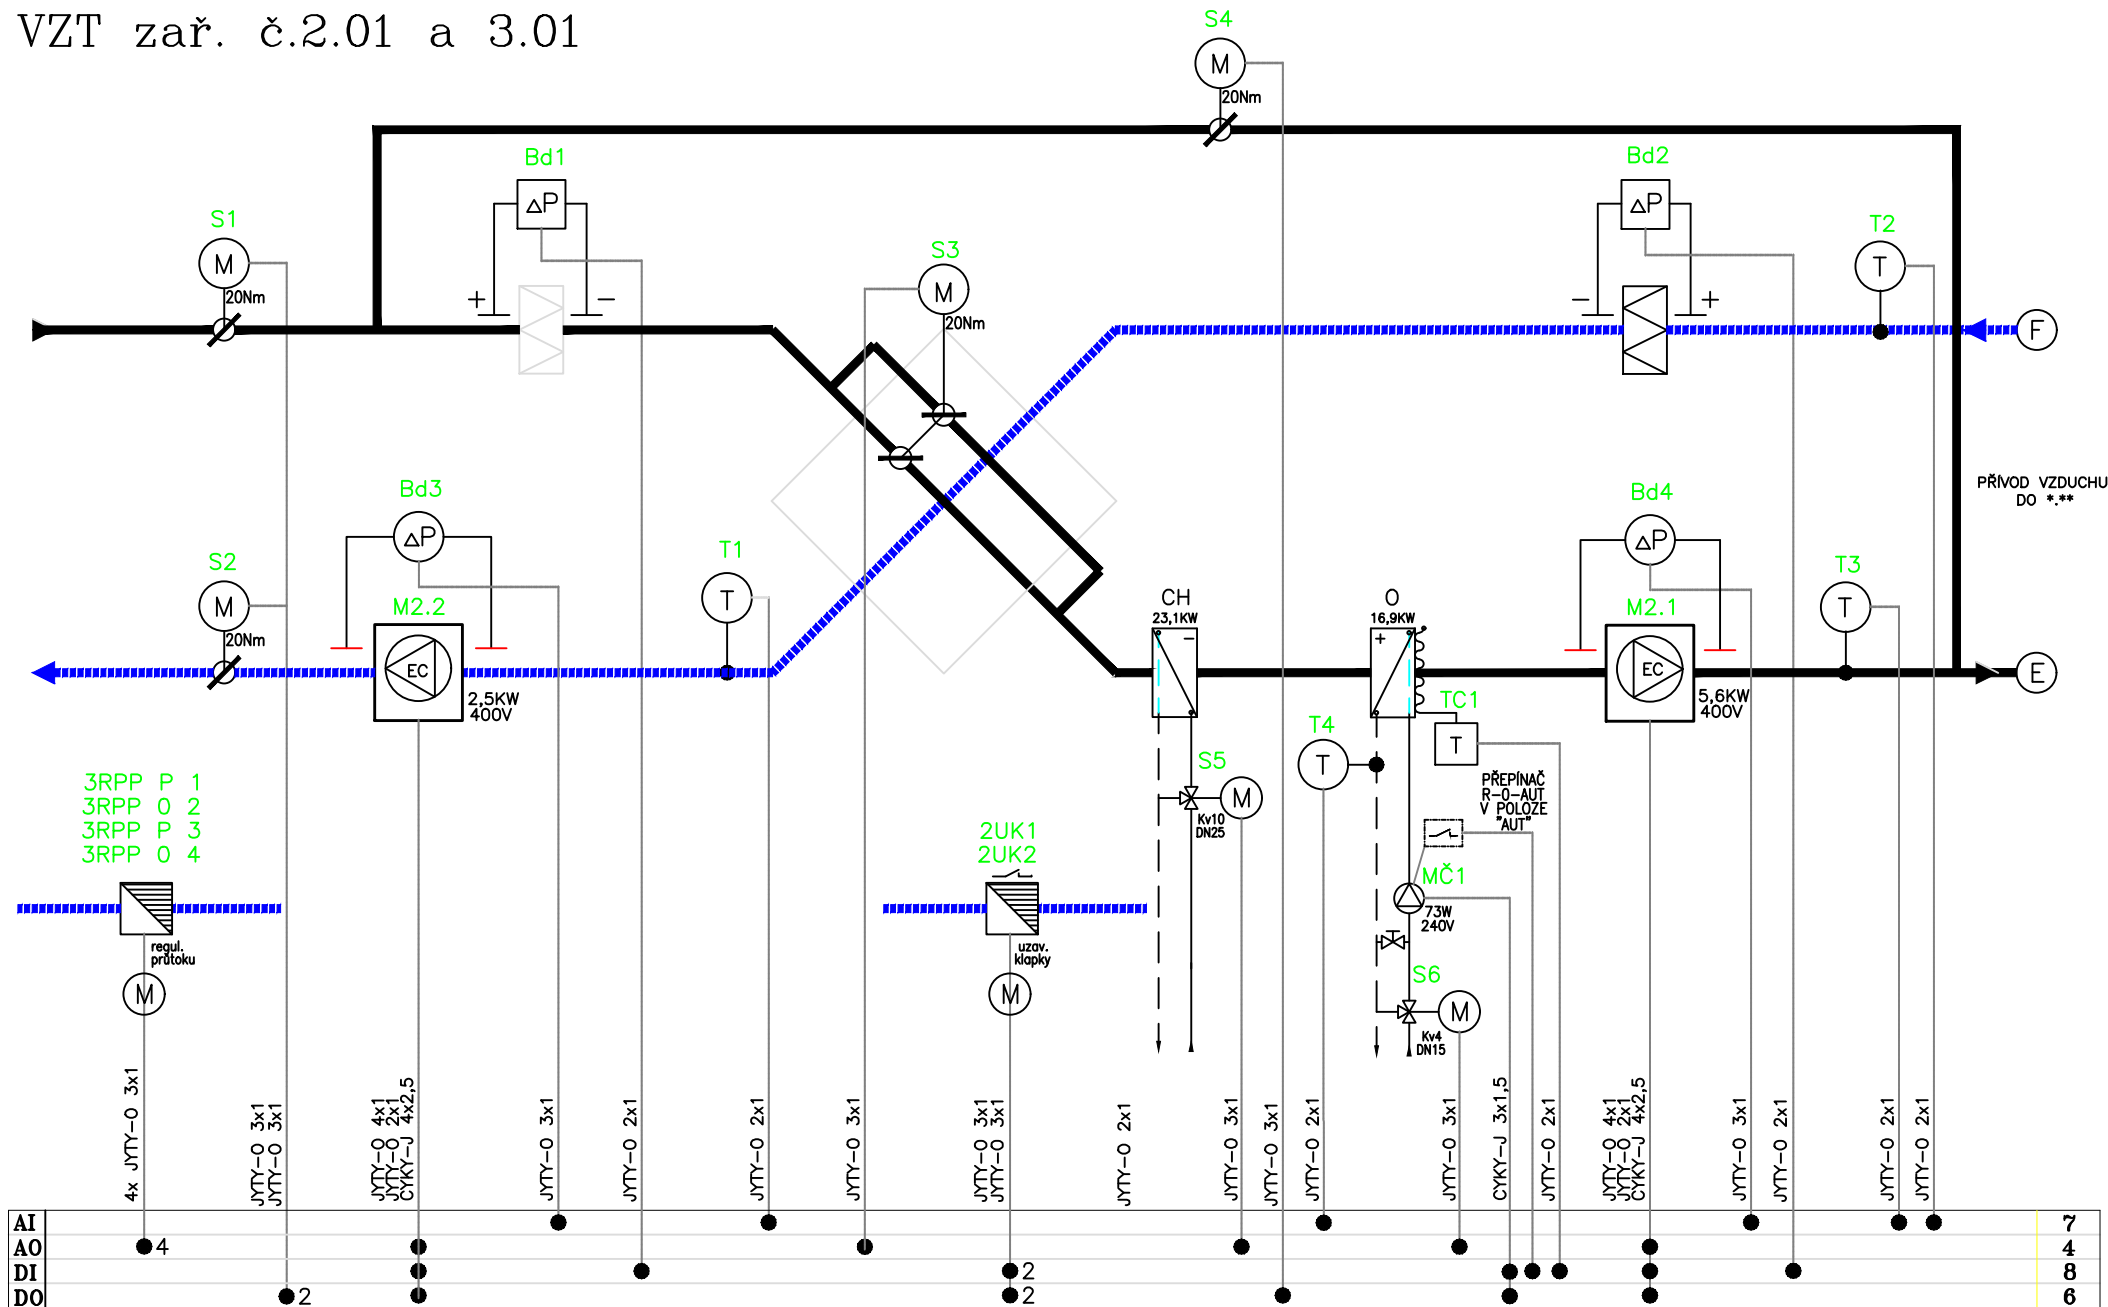 VZT zař. č.2.01 a 3.01
S4
M
20Nm
Bd1
ΔP
+
−
Bd2
ΔP
−
+
S1
M
20Nm
S3
M
20Nm
T2
T
F
PŘÍVOD VZDUCHU
DO *.**
Bd3
ΔP
Bd4
ΔP
S2
M
20Nm
M2.2
EC
2,5KW
400V
T1
T
CH
23,1KW
−
O
16,9KW
+
M2.1
EC
5,6KW
400V
T3
T
E
TC1
T
T4
T
S5
M
Kv10
DN25
PŘEPÍNAČ
R-0-AUT
V POLOZE
"AUT"
3RPP P 1
3RPP O 2
3RPP P 3
3RPP O 4
regul.
průtoku
M
2UK1
2UK2
uzav.
klapky
M
MČ1
73W
240V
S6
M
Kv4
DN15
4x JYTY-O 3x1
JYTY-O 3x1
JYTY-O 3x1
JYTY-O 4x1
JYTY-O 2x1
CYKY-J 4x2,5
JYTY-O 3x1
JYTY-O 2x1
JYTY-O 2x1
JYTY-O 3x1
JYTY-O 3x1
JYTY-O 3x1
JYTY-O 2x1
JYTY-O 3x1
JYTY-O 3x1
JYTY-O 2x1
JYTY-O 3x1
CYKY-J 3x1,5
JYTY-O 2x1
JYTY-O 4x1
JYTY-O 2x1
CYKY-J 4x2,5
JYTY-O 3x1
JYTY-O 2x1
JYTY-O 2x1
JYTY-O 2x1
AI 7
AO 4 4
DI 2 8
DO 2 2 6